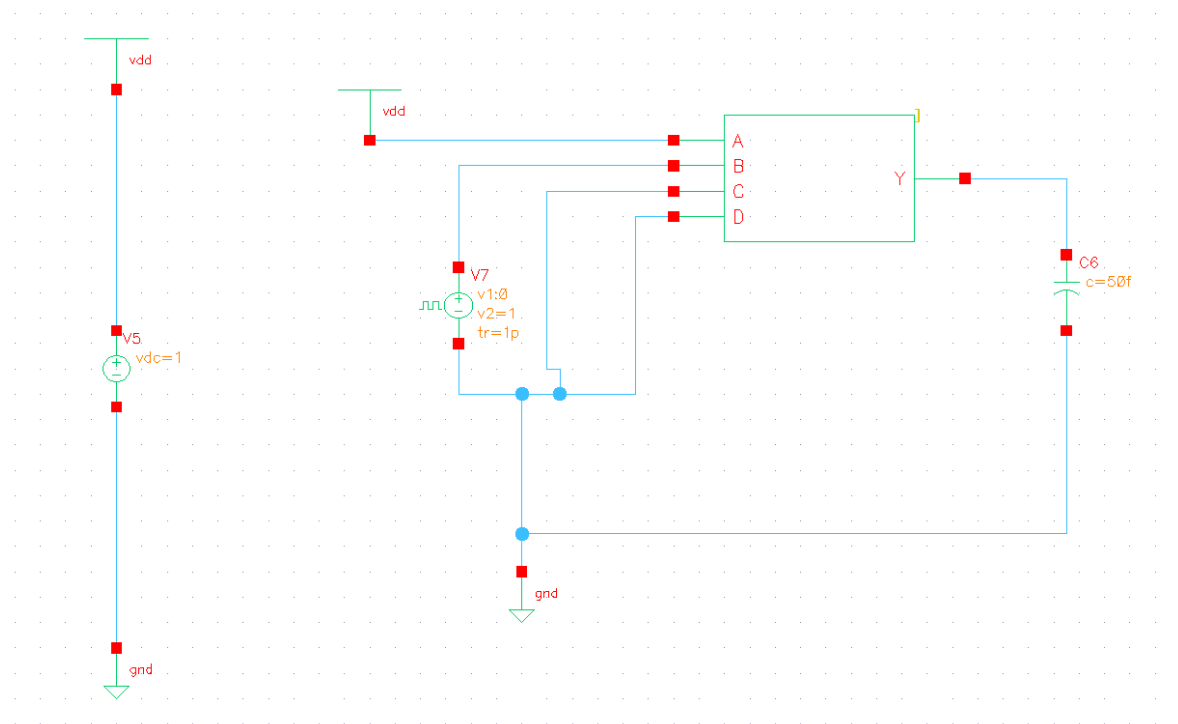 vdd
vdd
A
B
C
D
Y
V7
v1:0
v2=1
tr=1p
C6
c=50f
V5
vdc=1
gnd
gnd